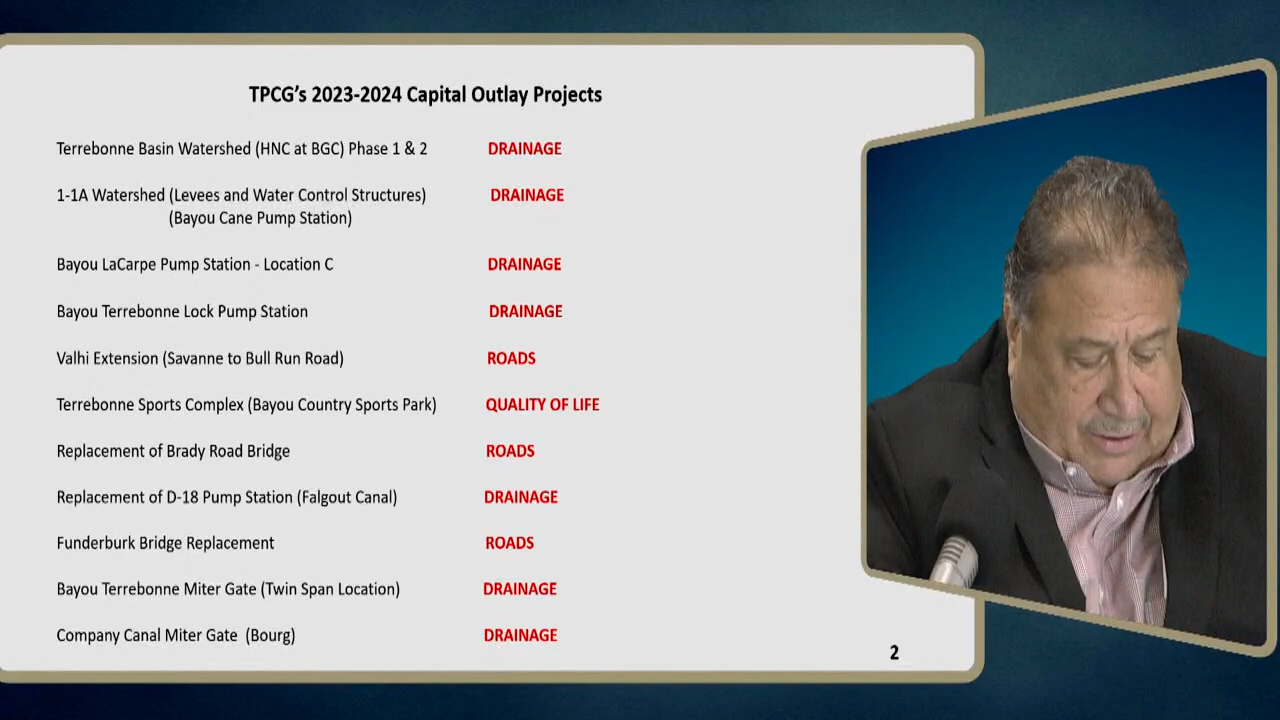 TPCG's 2023-2024 Capital Outlay Projects
Terrebonne Basin Watershed (HNC at BGC) Phase 1 & 2 DRAINAGE
1-1A Watershed (Levees and Water Control Structures) DRAINAGE
(Bayou Cane Pump Station)
Bayou LaCarpe Pump Station - Location C DRAINAGE
Bayou Terrebonne Lock Pump Station DRAINAGE
Valhi Extension (Savanne to Bull Run Road) ROADS
Terrebonne Sports Complex (Bayou Country Sports Park) QUALITY OF LIFE
Replacement of Brady Road Bridge ROADS
Replacement of D-18 Pump Station (Falgout Canal) DRAINAGE
Funderburk Bridge Replacement ROADS
Bayou Terrebonne Miter Gate (Twin Span Location) DRAINAGE
Company Canal Miter Gate (Bourg) DRAINAGE
2